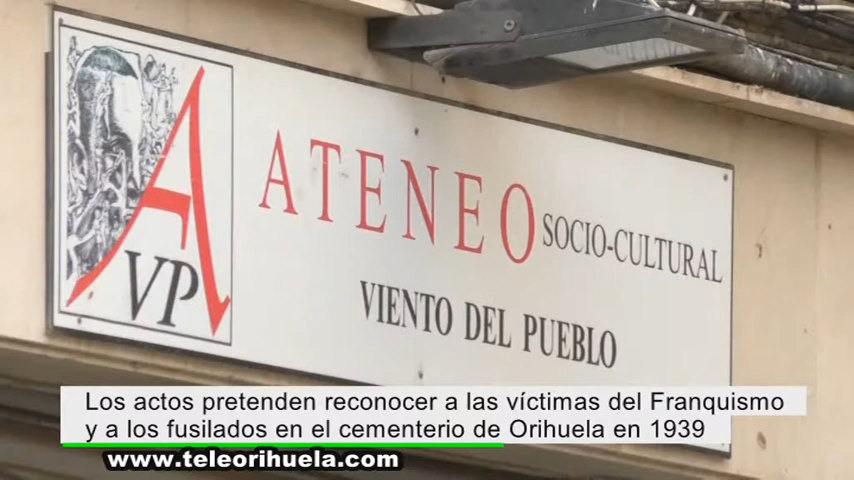 A
VP
ATENEO SOCIO-CULTURAL
VIENTO DEL PUEBLO
Los actos pretenden reconocer a las víctimas del Franquismo
y a los fusilados en el cementerio de Orihuela en 1939
www.teleorihuela.com